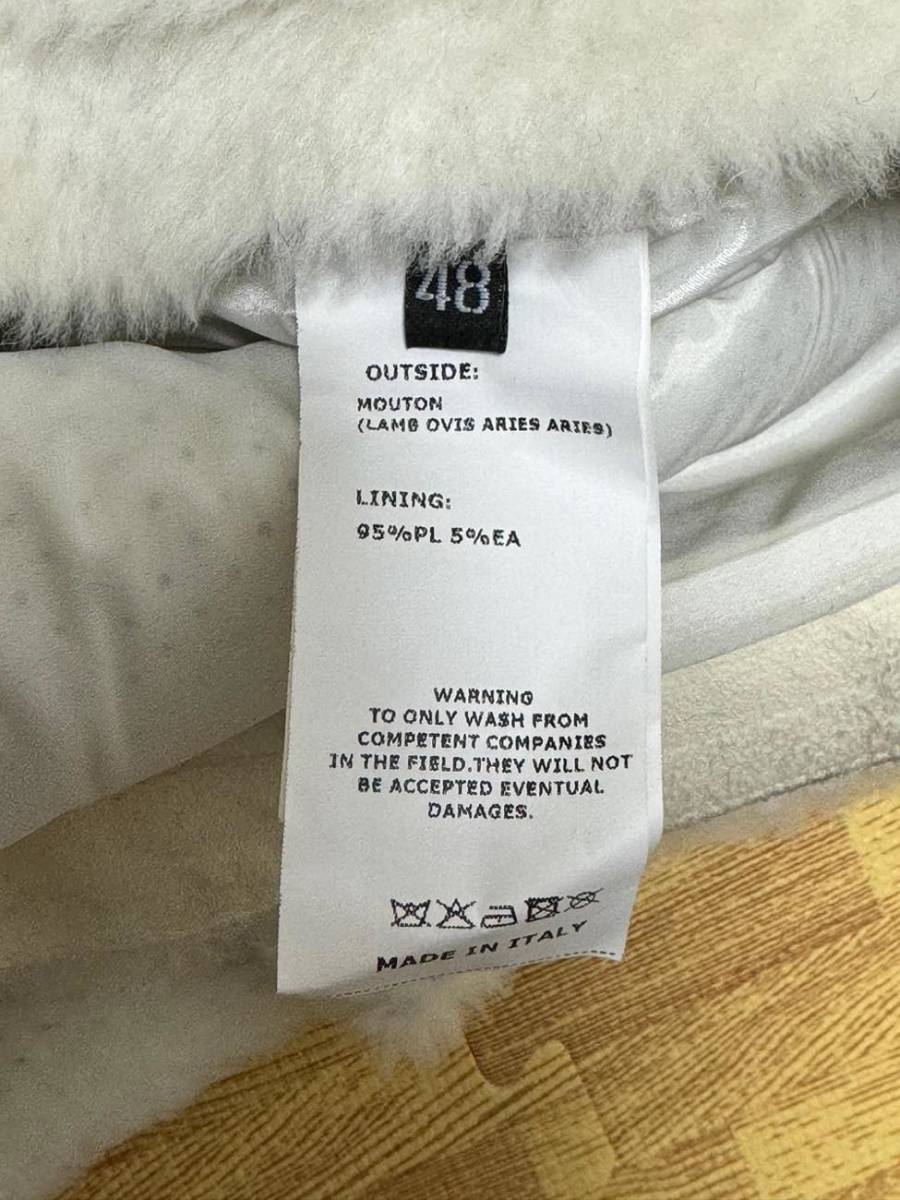 48
OUTSIDE:
MOUTON
(LAMB OVIS ARIES ARIES)
LINING:
95%PL 5%EA
WARNING
TO ONLY WASH FROM
COMPETENT COMPANIES
IN THE FIELD.THEY WILL NOT
BE ACCEPTED EVENTUAL
DAMAGES.
MADE IN ITALY